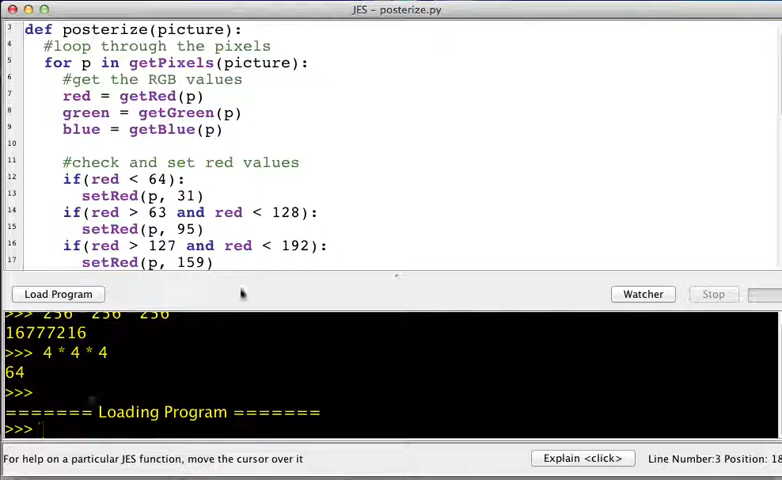 JES - posterize.py
3 def posterize(picture):
4 #loop through the pixels
5 for p in getPixels(picture):
6 #get the RGB values
7 red = getRed(p)
8 green = getGreen(p)
9 blue = getBlue(p)
10
11 #check and set red values
12 if(red < 64):
13 setRed(p, 31)
14 if(red > 63 and red < 128):
15 setRed(p, 95)
16 if(red > 127 and red < 192):
17 setRed(p, 159)
Load Program Watcher Stop
>>> 256 256 256
16777216
>>> 4*4*4
64
>>>
======= Loading Program =======
>>>
For help on a particular JES function, move the cursor over it Explain <click> Line Number:3 Position: 18